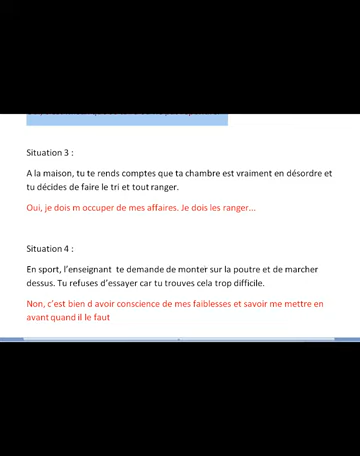 Situation 3 :
A la maison, tu te rends comptes que ta chambre est vraiment en désordre et
tu décides de faire le tri et tout ranger.
Oui, je dois m occuper de mes affaires. Je dois les ranger...
Situation 4 :
En sport, l'enseignant te demande de monter sur la poutre et de marcher
dessus. Tu refuses d'essayer car tu trouves cela trop difficile.
Non, c'est bien d avoir conscience de mes faiblesses et savoir me mettre en
avant quand il le faut